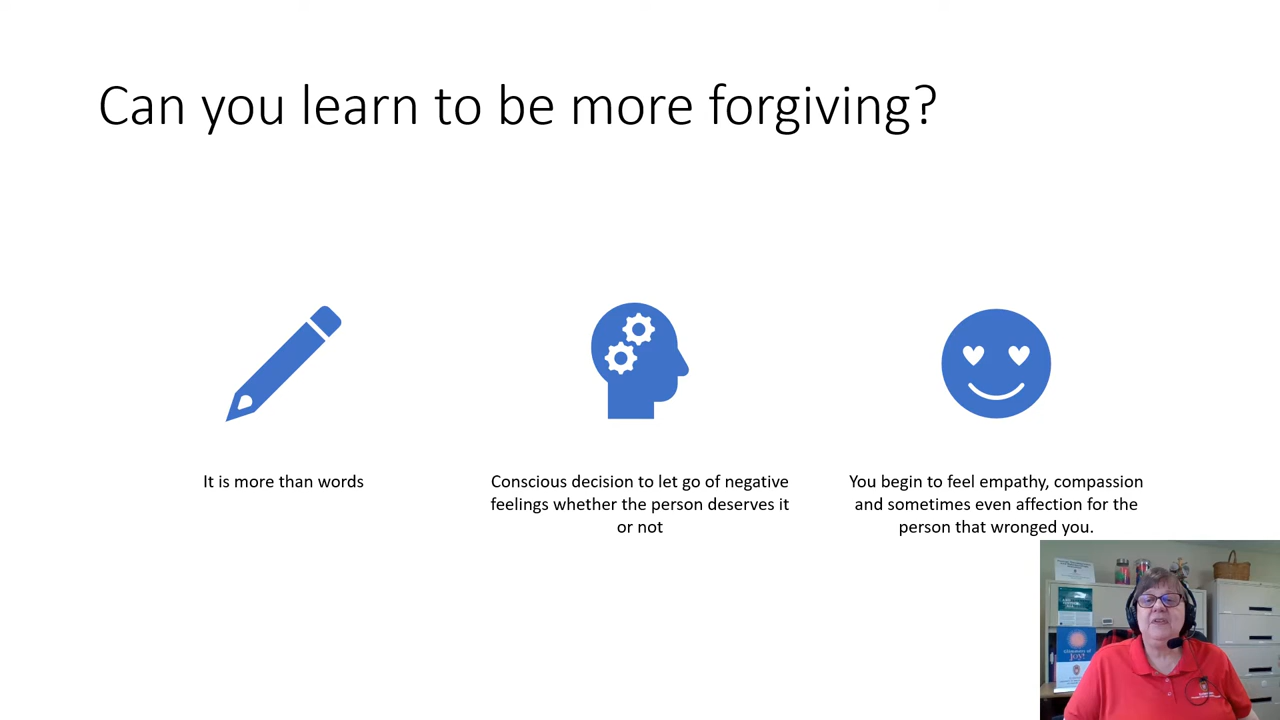 Can you learn to be more forgiving?
It is more than words
Conscious decision to let go of negative
feelings whether the person deserves it
or not
You begin to feel empathy, compassion
and sometimes even affection for the
person that wronged you.
Joy!